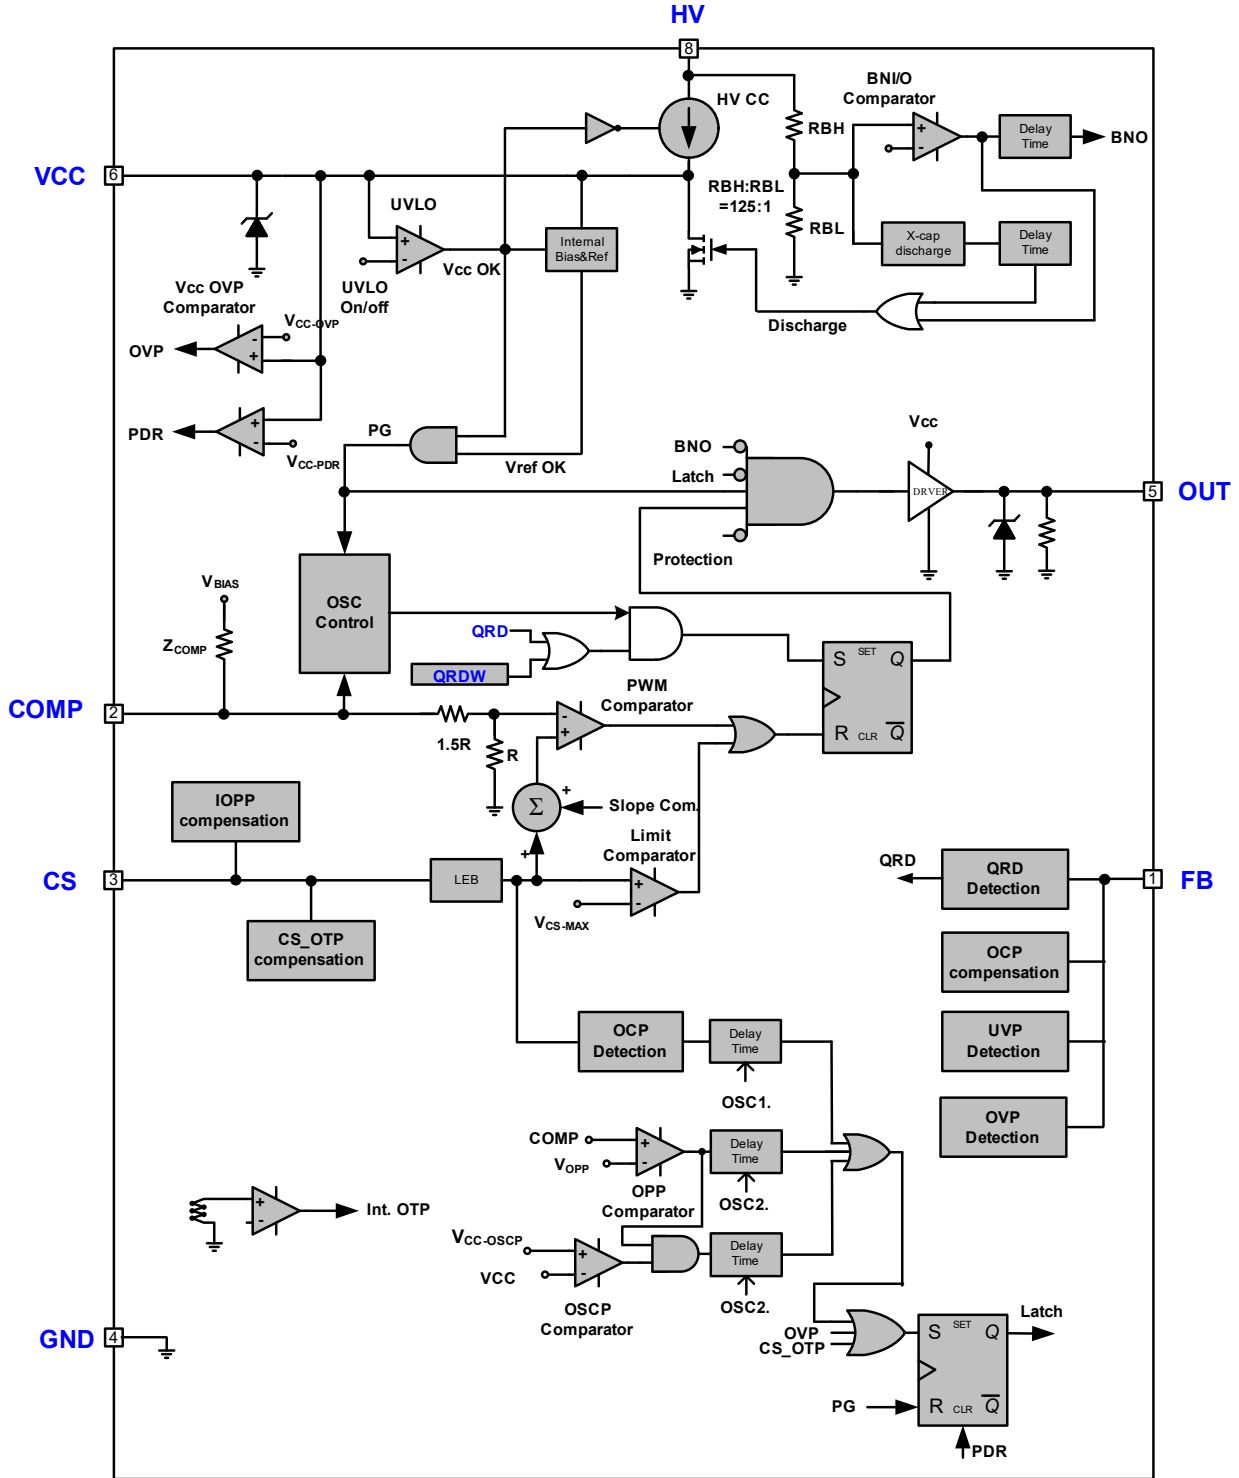 HV
8
HV CC
BNI/O
Comparator
+
-
Delay
Time
BNO
RBH
VCC
6
RBH:RBL
=125:1
RBL
X-cap
discharge
Delay
Time
UVLO
+
-
Vcc OK
Internal
Bias&Ref
UVLO
On/off
Vcc OVP
Comparator
VCC-OVP
-
+
OVP
Discharge
PDR
+
-
VCC-PDR
PG
Vref OK
BNO
Latch
Protection
Vcc
DRVER
5
OUT
VBIAS
ZCOMP
OSC
Control
QRD
QRDW
S
SET
Q
R
CLR
Q
COMP
2
1.5R
R
PWM
Comparator
-
+
Σ
+
+
Slope Com.
IOPP
compensation
Limit
Comparator
CS
3
LEB
+
-
VCS-MAX
CS_OTP
compensation
QRD
QRD
Detection
1
FB
OCP
compensation
UVP
Detection
OVP
Detection
OCP
Detection
Delay
Time
OSC1.
COMP
VOPP
+
-
OPP
Comparator
Delay
Time
OSC2.
+
-
Int. OTP
VCC-OSCP
VCC
+
-
OSCP
Comparator
Delay
Time
OSC2.
GND
4
OVP
CS_OTP
S
SET
Q
Latch
PG
R
CLR
Q
PDR